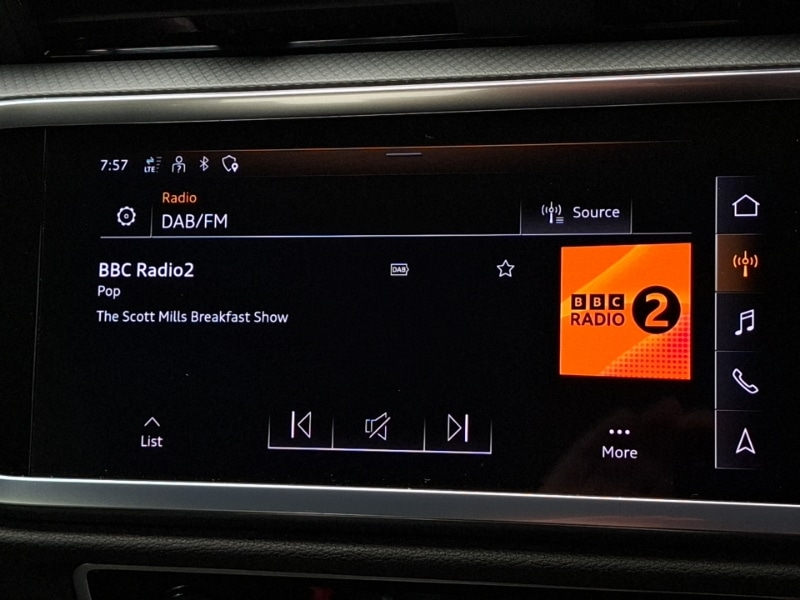 7:57 LTE
Radio
DAB/FM
Source
BBC Radio2
DAB
Pop
The Scott Mills Breakfast Show
BBC
RADIO 2
List
More